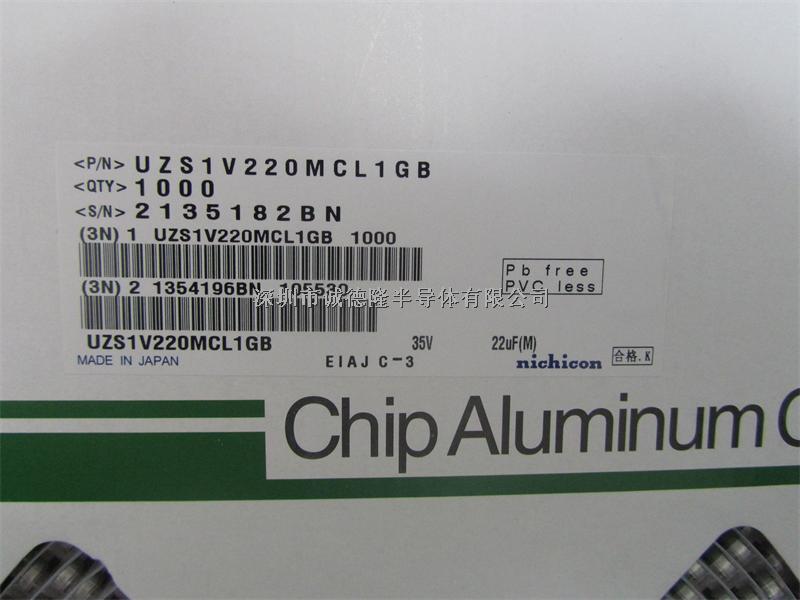 <P/N> UZS1V220MCL1GB
<QTY> 1000
<S/N> 2135182BN
(3N) 1 UZS1V220MCL1GB 1000
(3N) 2 1354196BN 105530
深圳市诚德隆半导体有限公司
Pb free
PVC less
UZS1V220MCL1GB 35V 22uF(M)
MADE IN JAPAN EIAJ C-3 nichicon 合格.K
Chip Aluminum C